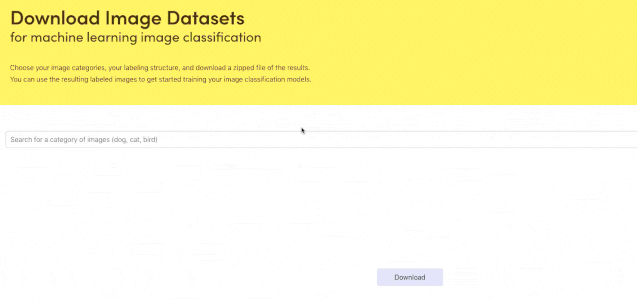 Download Image Datasets
for machine learning image classification
Choose your image categories, your labeling structure, and download a zipped file of the results.
You can use the resulting labeled images to get started training your image classification models.
Search for a category of images (dog, cat, bird)
Download